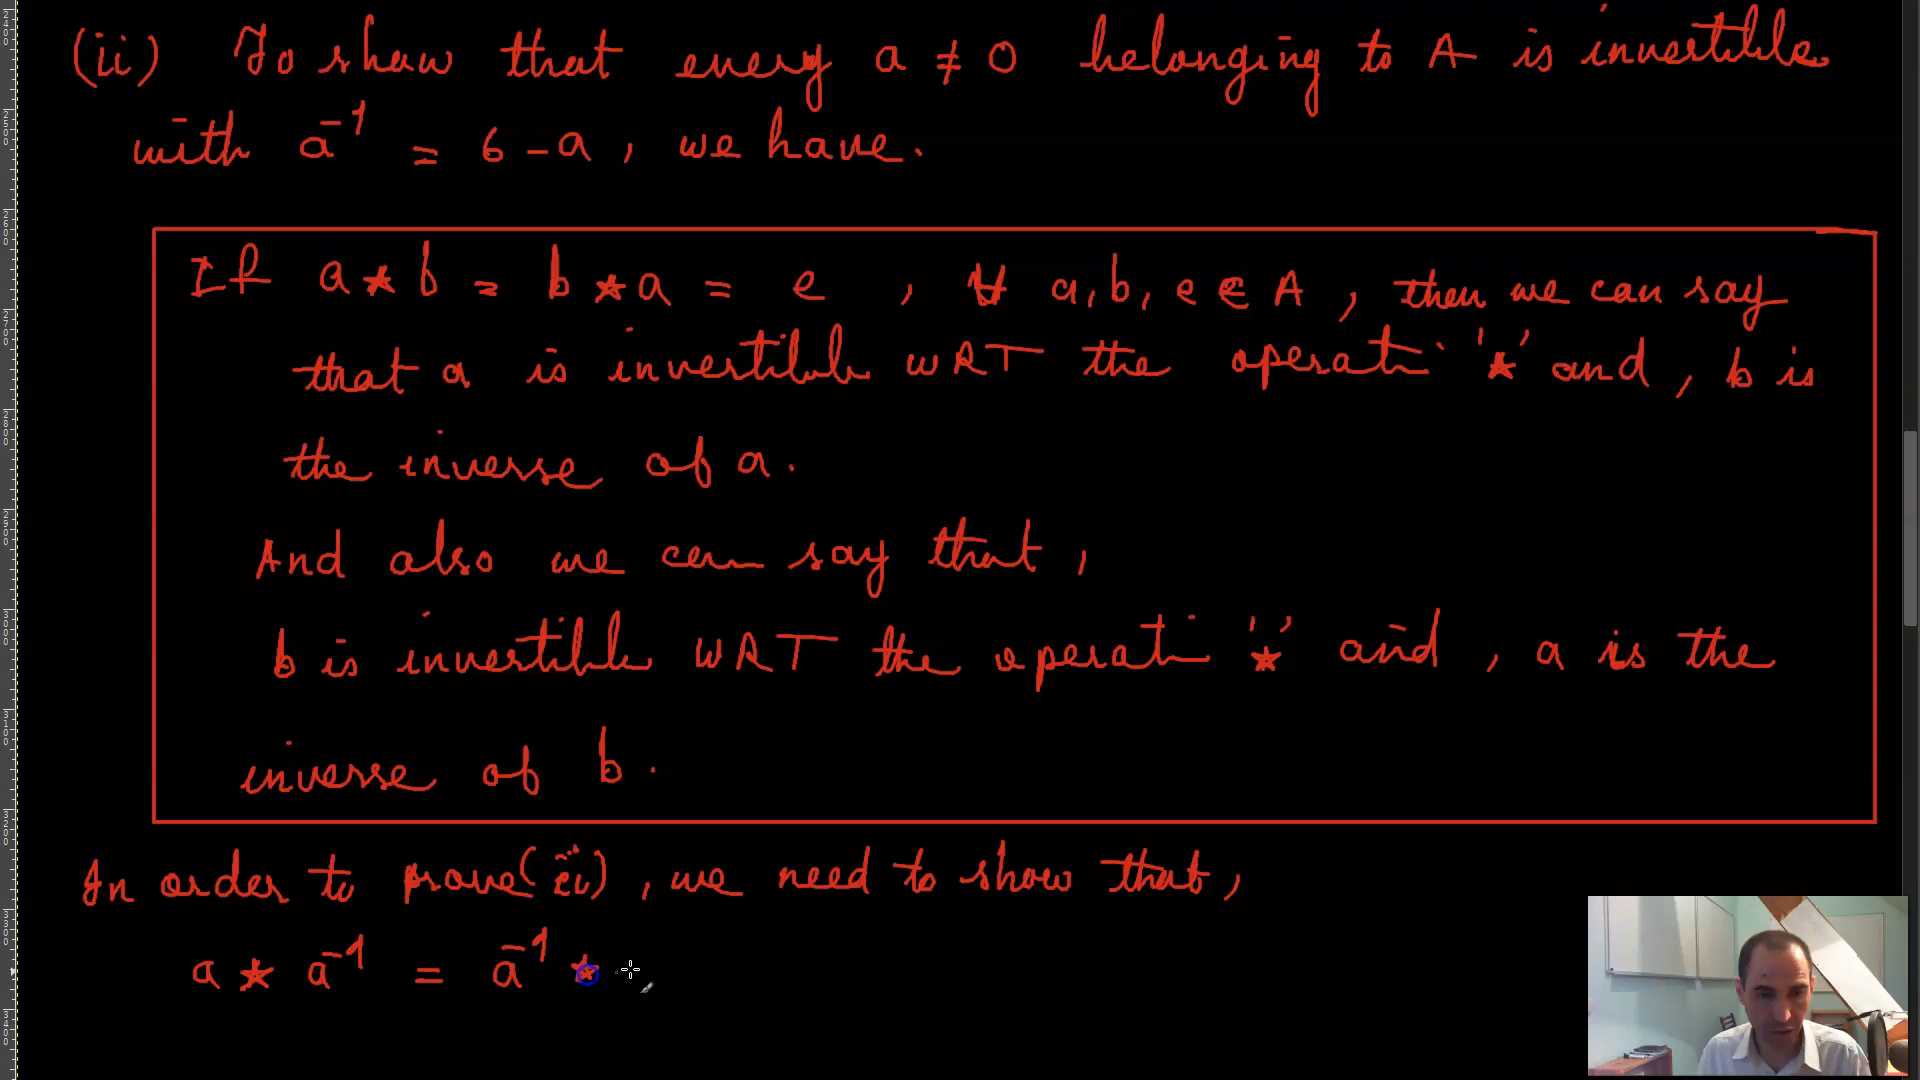 (ii) To show that every a ≠ 0 belonging to A is invertible
with a⁻¹ = 6 - a, we have.
If a ★ b = b ★ a = e , ∀ a, b, e ∈ A, then we can say
that a is invertible WRT the operati '★' and, b is
the inverse of a.
And also we can say that,
b is invertible WRT the operati '★' and, a is the
inverse of b.
In order to prove (ii), we need to show that,
a ★ a⁻¹ = a⁻¹ ★